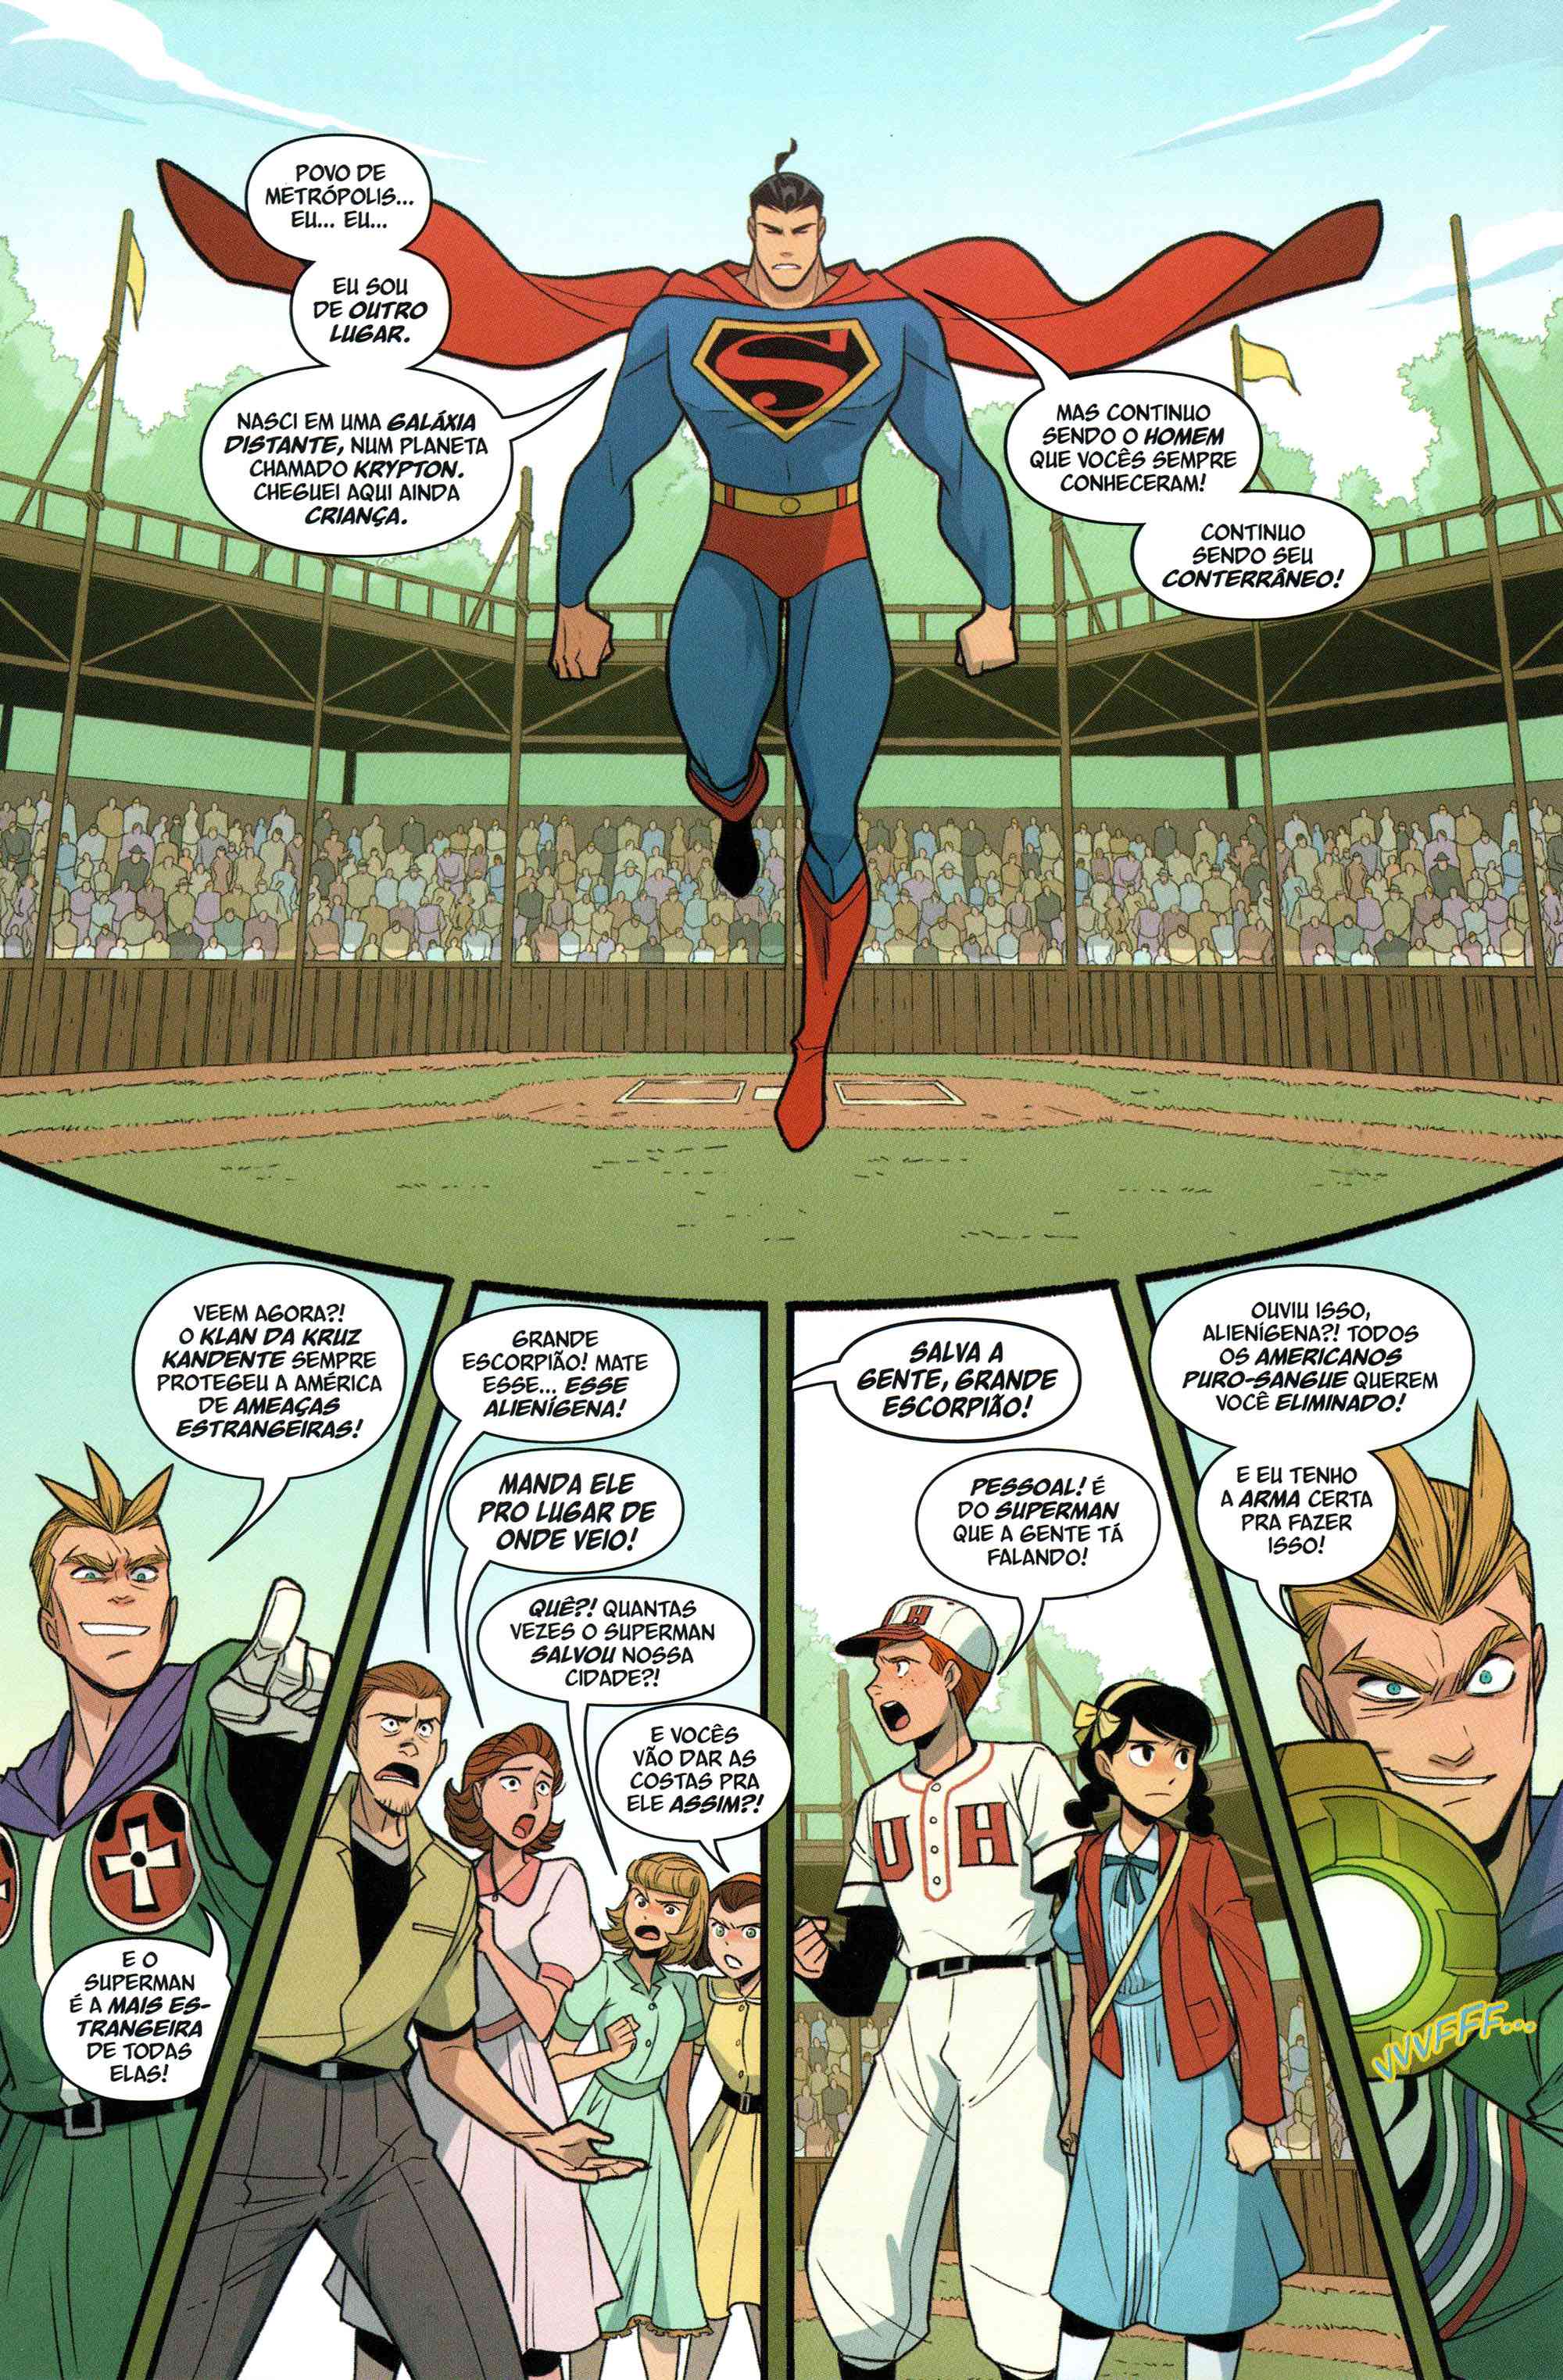 POVO DE
METRÓPOLIS...
EU... EU...
EU SOU
DE OUTRO
LUGAR.
NASCI EM UMA GALÁXIA
DISTANTE, NUM PLANETA
CHAMADO KRYPTON.
CHEGUEI AQUI AINDA
CRIANÇA.
S
MAS CONTINUO
SENDO O HOMEM
QUE VOCÊS SEMPRE
CONHECERAM!
CONTINUO
SENDO SEU
CONTERRÂNEO!
VEEM AGORA?!
O KLAN DA KRUZ
KANDENTE SEMPRE
PROTEGEU A AMÉRICA
DE AMEAÇAS
ESTRANGEIRAS!
E O
SUPERMAN
É A MAIS ES-
TRANGEIRA
DE TODAS
ELAS!
GRANDE
ESCORPIÃO! MATE
ESSE... ESSE
ALIENÍGENA!
MANDA ELE
PRO LUGAR DE
ONDE VEIO!
QUÊ?! QUANTAS
VEZES O SUPERMAN
SALVOU NOSSA
CIDADE?!
E VOCÊS
VÃO DAR AS
COSTAS PRA
ELE ASSIM?!
SALVA A
GENTE, GRANDE
ESCORPIÃO!
PESSOAL! É
DO SUPERMAN
QUE A GENTE TÁ
FALANDO!
UH
U H
OUVIU ISSO,
ALIENÍGENA?! TODOS
OS AMERICANOS
PURO-SANGUE QUEREM
VOCÊ ELIMINADO!
E EU TENHO
A ARMA CERTA
PRA FAZER
ISSO!
VVVFFF...